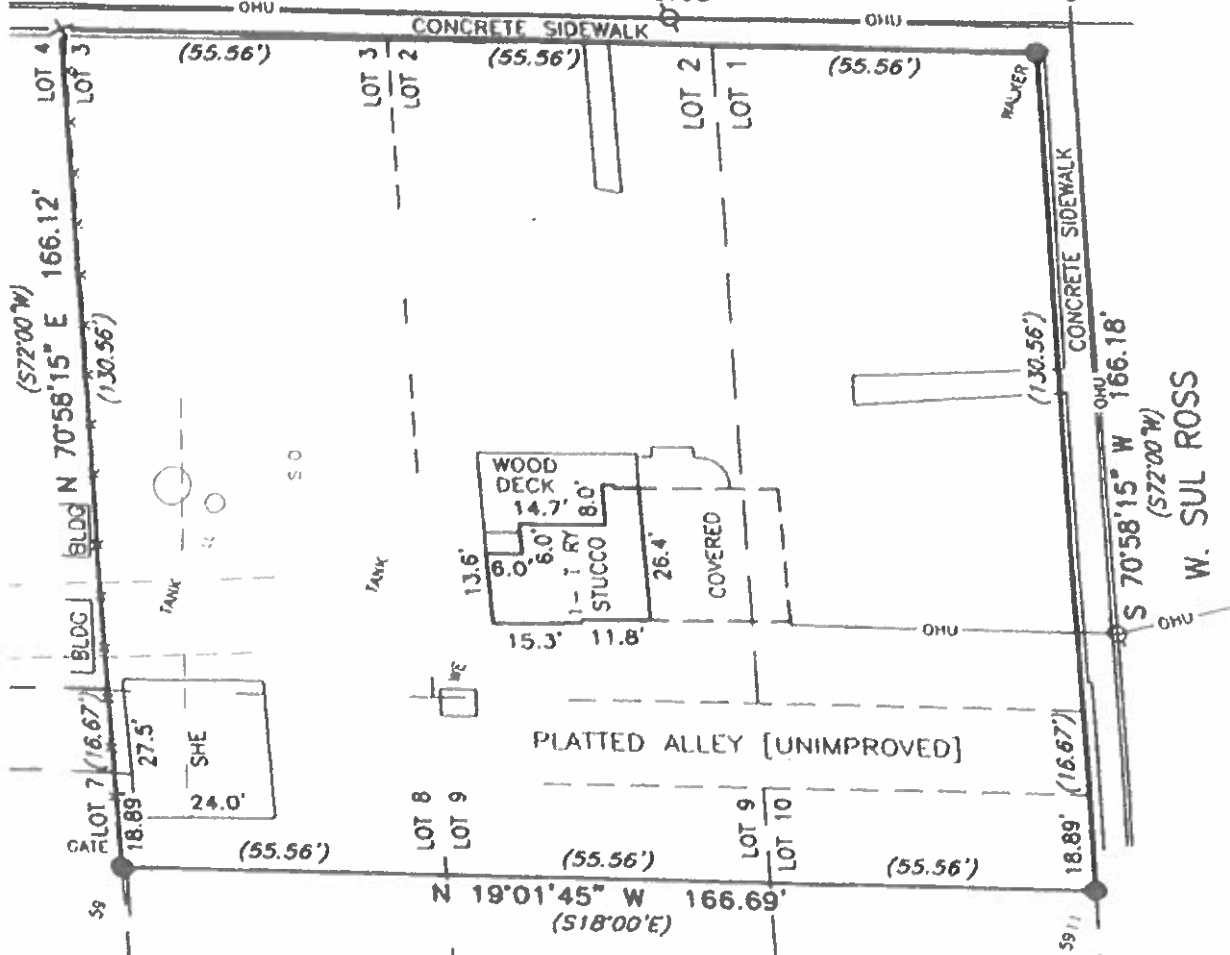 OHU
OHU
CONCRETE SIDEWALK
LOT 4
LOT 3
(55.56')
LOT 3
LOT 2
(55.56')
LOT 2
LOT 1
(55.56')
WALKER
CONCRETE SIDEWALK
(S72°00'W)
N 70°58'15" E 166.12'
(130.56')
(130.56')
OHU
S 70°58'15" W 166.18'
(S72°00'W)
W. SUL ROSS
BLDG
BLDG
S O
TANK
TANK
WOOD
DECK
14.7'
8.0'
6.0'
6.0'
13.6'
1- T RY
STUCCO
26.4'
COVERED
15.3'
11.8'
OHU
OHU
WE
PLATTED ALLEY [UNIMPROVED]
(16.67')
27.5'
SHE
24.0'
(16.67')
LOT 7
18.89'
GATE
LOT 8
LOT 9
LOT 9
LOT 10
18.89'
(55.56')
(55.56')
(55.56')
N 19°01'45" W 166.69'
(S18°00'E)
59
59